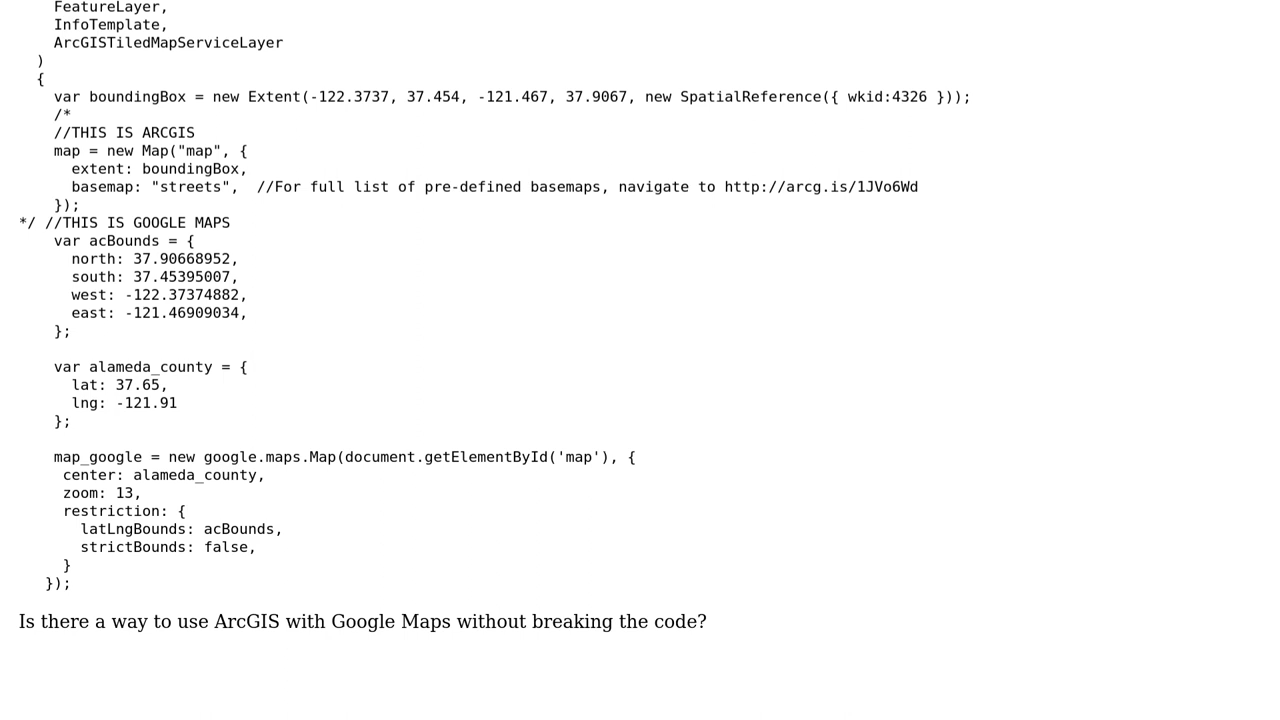 FeatureLayer,
InfoTemplate,
ArcGISTiledMapServiceLayer
)
{
var boundingBox = new Extent(-122.3737, 37.454, -121.467, 37.9067, new SpatialReference({ wkid:4326 }));
/*
//THIS IS ARCGIS
map = new Map("map", {
extent: boundingBox,
basemap: "streets",  //For full list of pre-defined basemaps, navigate to http://arcg.is/1JVo6Wd
});
*/ //THIS IS GOOGLE MAPS
var acBounds = {
north: 37.90668952,
south: 37.45395007,
west: -122.37374882,
east: -121.46909034,
};
var alameda_county = {
lat: 37.65,
lng: -121.91
};
map_google = new google.maps.Map(document.getElementById('map'), {
center: alameda_county,
zoom: 13,
restriction: {
latLngBounds: acBounds,
strictBounds: false,
}
});
Is there a way to use ArcGIS with Google Maps without breaking the code?